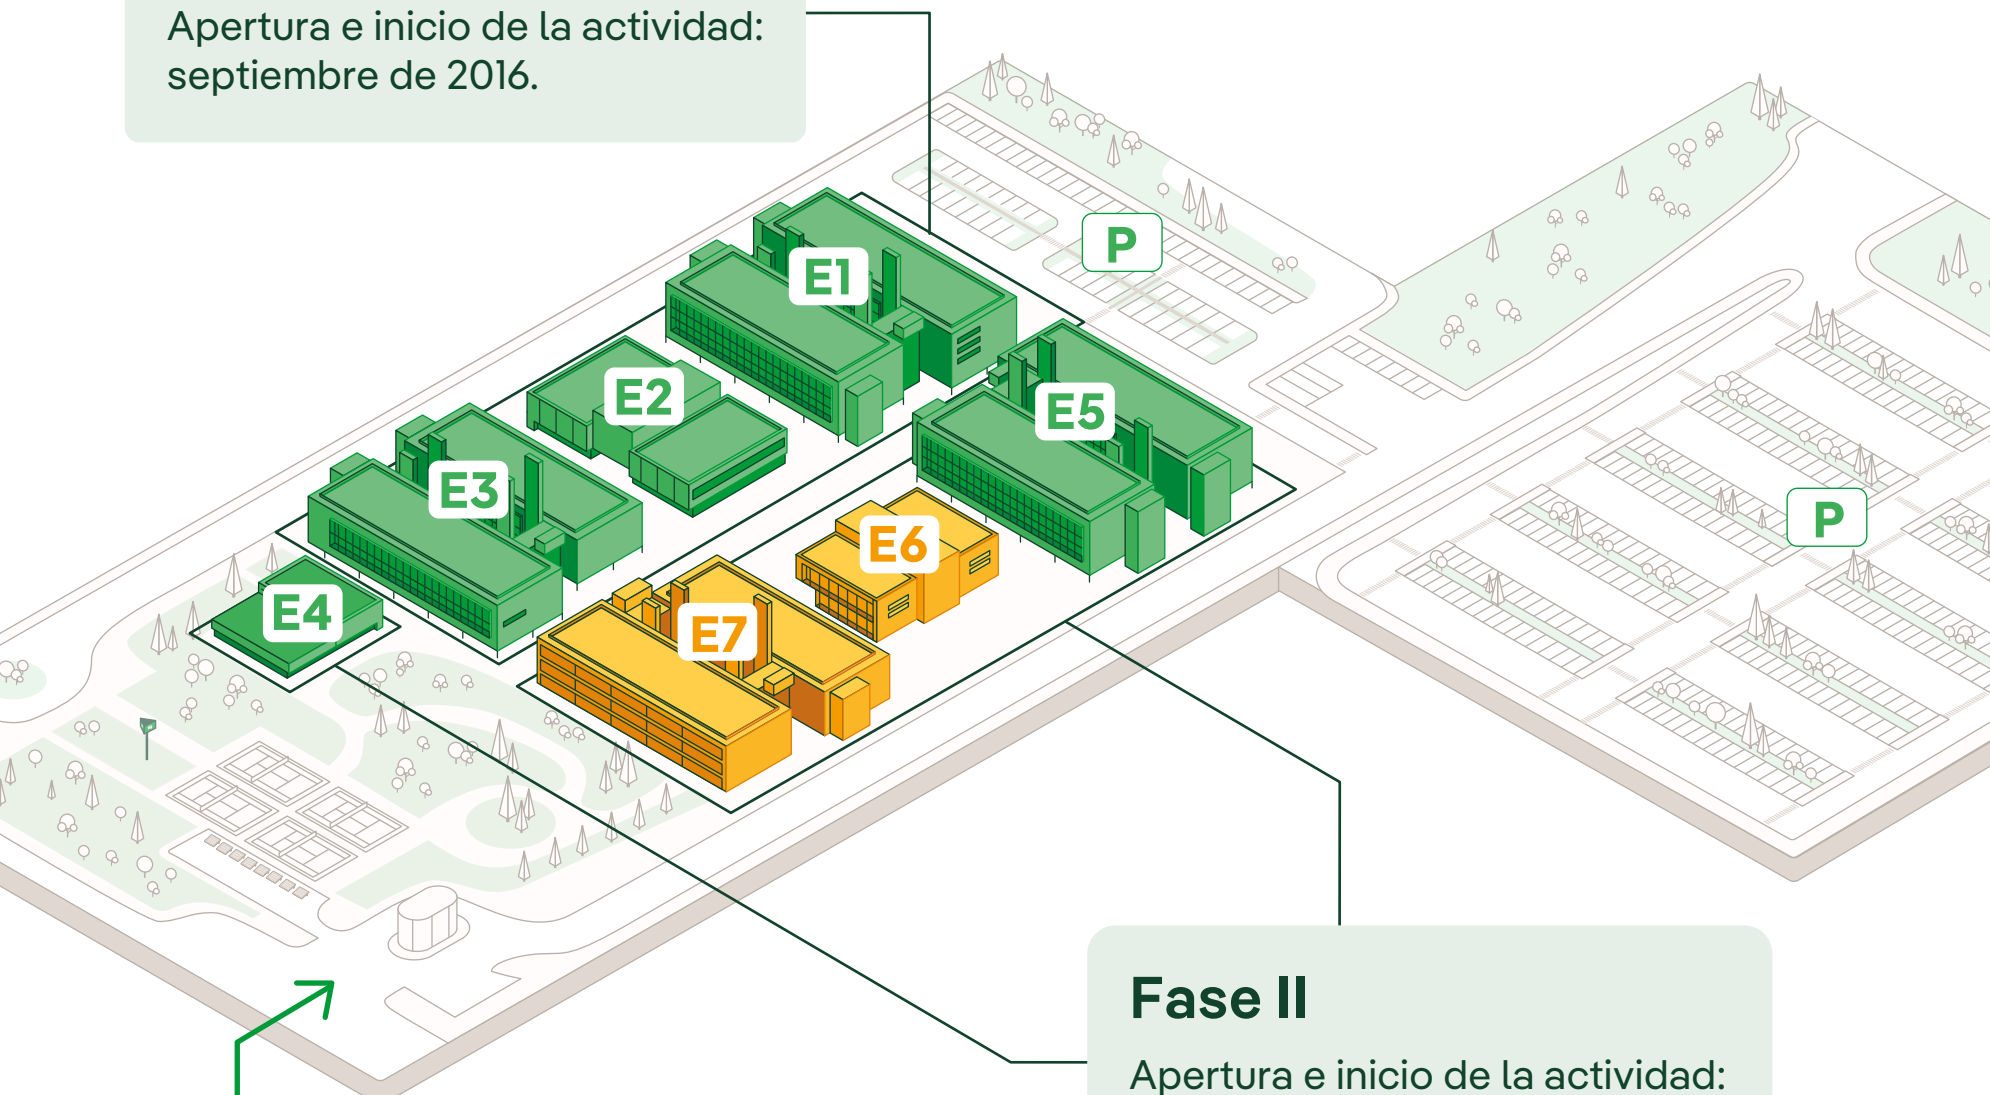 Apertura e inicio de la actividad:
septiembre de 2016.
P
E1
E2
E5
E3
P
E6
E4
E7
Fase II
Apertura e inicio de la actividad: